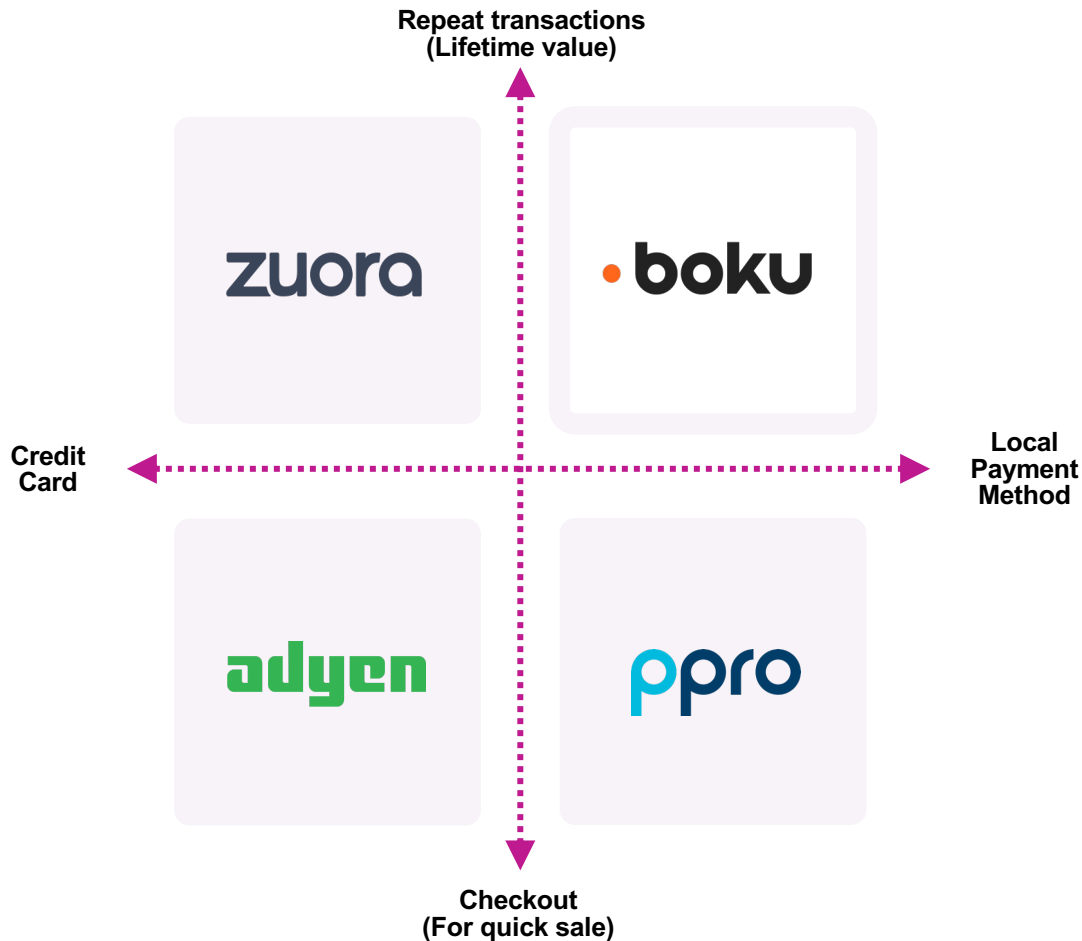 Repeat transactions
(Lifetime value)
zuora
boku
Credit
Card
Local
Payment
Method
adyen
ppro
Checkout
(For quick sale)